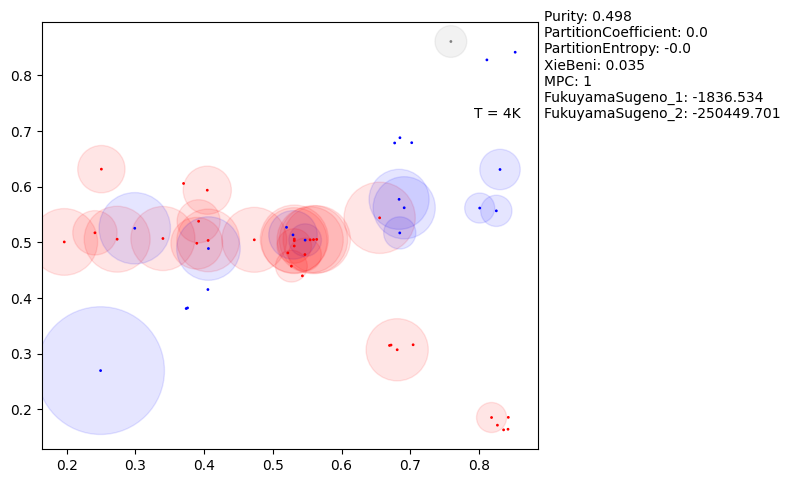 Purity: 0.498
PartitionCoefficient: 0.0
PartitionEntropy: -0.0
XieBeni: 0.035
MPC: 1
FukuyamaSugeno_1: -1836.534
FukuyamaSugeno_2: -250449.701
T = 4K
0.8
0.7
0.6
0.5
0.4
0.3
0.2
0.2 0.3 0.4 0.5 0.6 0.7 0.8